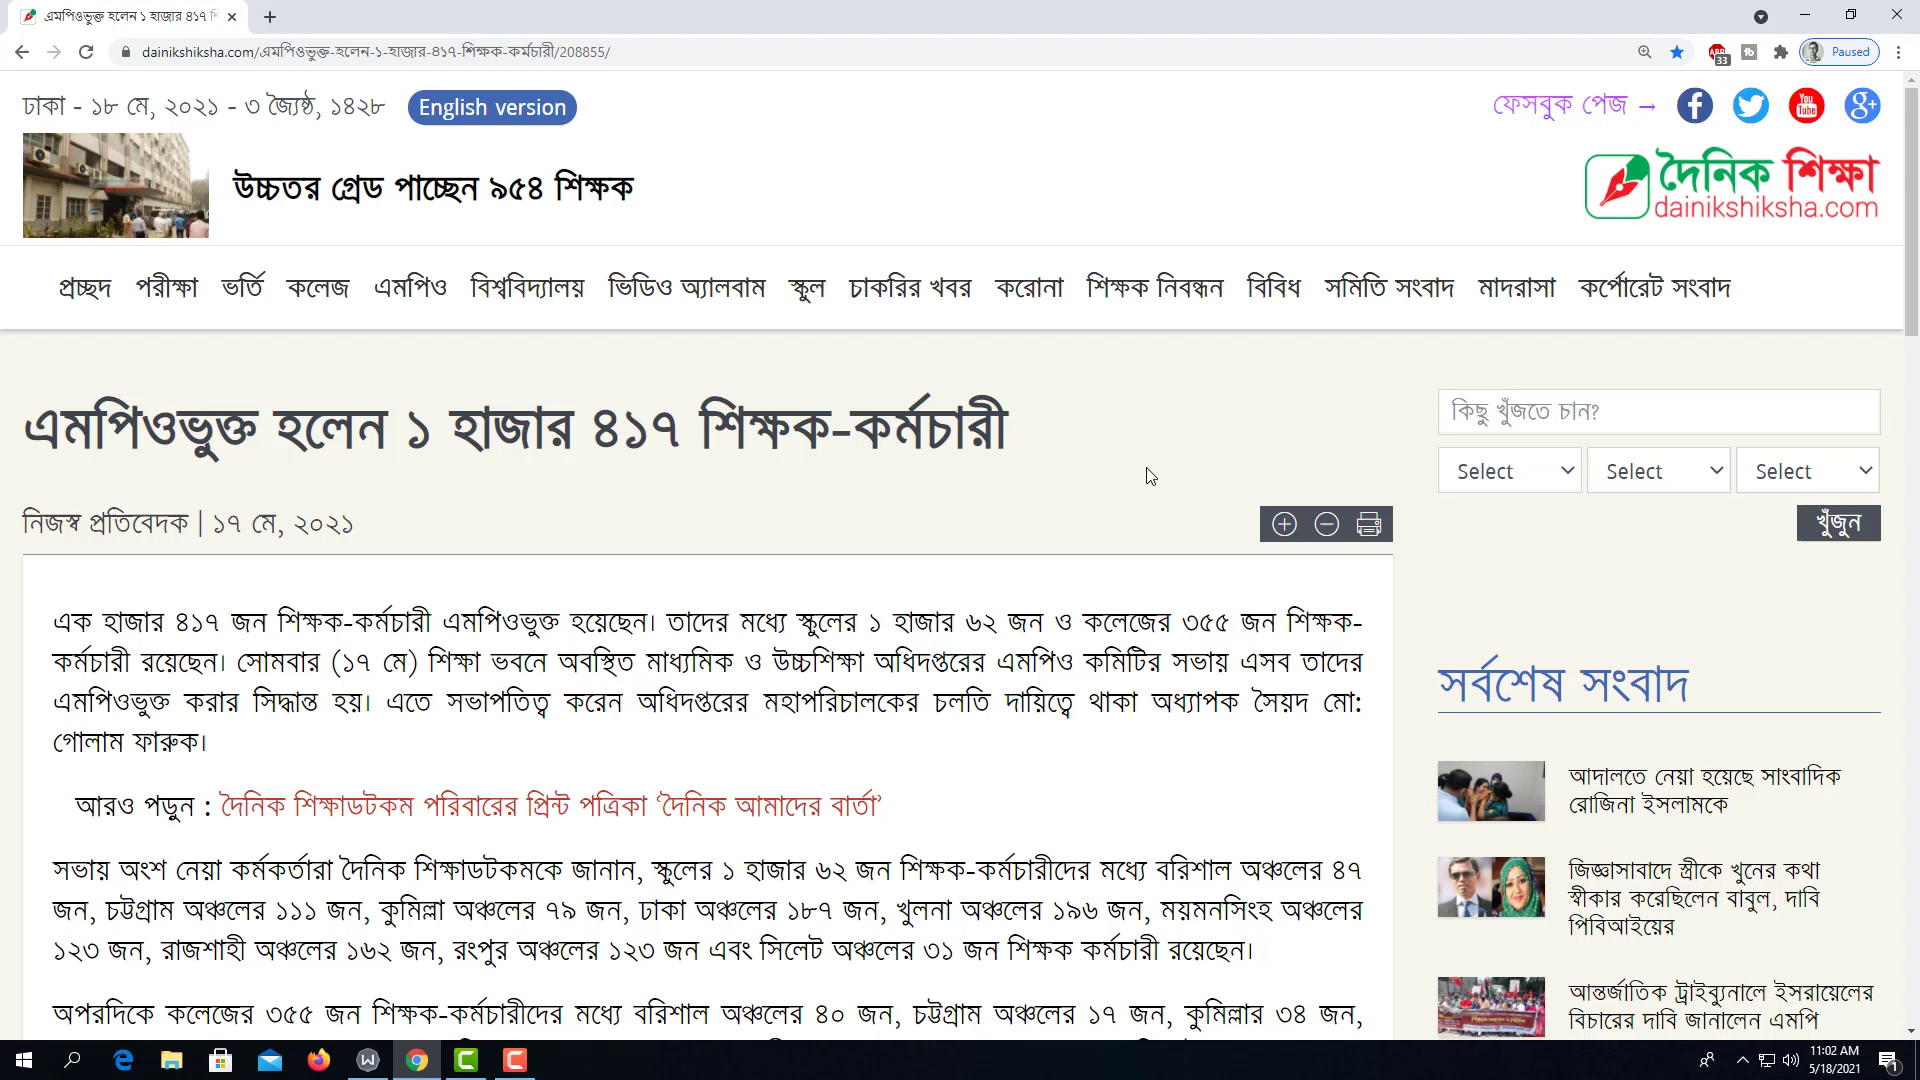 এমপিওভুক্ত হলেন ১ হাজার ৪১৭ শি
dainikshiksha.com/এমপিওভুক্ত-হলেন-১-হাজার-৪১৭-শিক্ষক-কর্মচারী/208855/
33
Paused
ঢাকা - ১৮ মে, ২০২১ - ৩ জ্যৈষ্ঠ, ১৪২৮
English version
ফেসবুক পেজ →
You Tube
উচ্চতর গ্রেড পাচ্ছেন ৯৫৪ শিক্ষক
দৈনিক শিক্ষা
dainikshiksha.com
প্রচ্ছদ পরীক্ষা ভর্তি কলেজ এমপিও বিশ্ববিদ্যালয় ভিডিও অ্যালবাম স্কুল চাকরির খবর করোনা শিক্ষক নিবন্ধন বিবিধ সমিতি সংবাদ মাদরাসা কর্পোরেট সংবাদ
এমপিওভুক্ত হলেন ১ হাজার ৪১৭ শিক্ষক-কর্মচারী
নিজস্ব প্রতিবেদক | ১৭ মে, ২০২১
এক হাজার ৪১৭ জন শিক্ষক-কর্মচারী এমপিওভুক্ত হয়েছেন। তাদের মধ্যে স্কুলের ১ হাজার ৬২ জন ও কলেজের ৩৫৫ জন শিক্ষক-
কর্মচারী রয়েছেন। সোমবার (১৭ মে) শিক্ষা ভবনে অবস্থিত মাধ্যমিক ও উচ্চশিক্ষা অধিদপ্তরের এমপিও কমিটির সভায় এসব তাদের
এমপিওভুক্ত করার সিদ্ধান্ত হয়। এতে সভাপতিত্ব করেন অধিদপ্তরের মহাপরিচালকের চলতি দায়িত্বে থাকা অধ্যাপক সৈয়দ মো:
গোলাম ফারুক।
আরও পড়ুন : দৈনিক শিক্ষাডটকম পরিবারের প্রিন্ট পত্রিকা ‘দৈনিক আমাদের বার্তা’
সভায় অংশ নেয়া কর্মকর্তারা দৈনিক শিক্ষাডটকমকে জানান, স্কুলের ১ হাজার ৬২ জন শিক্ষক-কর্মচারীদের মধ্যে বরিশাল অঞ্চলের ৪৭
জন, চট্টগ্রাম অঞ্চলের ১১১ জন, কুমিল্লা অঞ্চলের ৭৯ জন, ঢাকা অঞ্চলের ১৮৭ জন, খুলনা অঞ্চলের ১৯৬ জন, ময়মনসিংহ অঞ্চলের
১২৩ জন, রাজশাহী অঞ্চলের ১৬২ জন, রংপুর অঞ্চলের ১২৩ জন এবং সিলেট অঞ্চলের ৩১ জন শিক্ষক কর্মচারী রয়েছেন।
অপরদিকে কলেজের ৩৫৫ জন শিক্ষক-কর্মচারীদের মধ্যে বরিশাল অঞ্চলের ৪০ জন, চট্টগ্রাম অঞ্চলের ১৭ জন, কুমিল্লার ৩৪ জন,
কিছু খুঁজতে চান?
Select Select Select
খুঁজুন
সর্বশেষ সংবাদ
আদালতে নেয়া হয়েছে সাংবাদিক
রোজিনা ইসলামকে
জিজ্ঞাসাবাদে স্ত্রীকে খুনের কথা
স্বীকার করেছিলেন বাবুল, দাবি
পিবিআইয়ের
আন্তর্জাতিক ট্রাইব্যুনালে ইসরায়েলের
বিচারের দাবি জানালেন এমপি
11:02 AM
5/18/2021
1